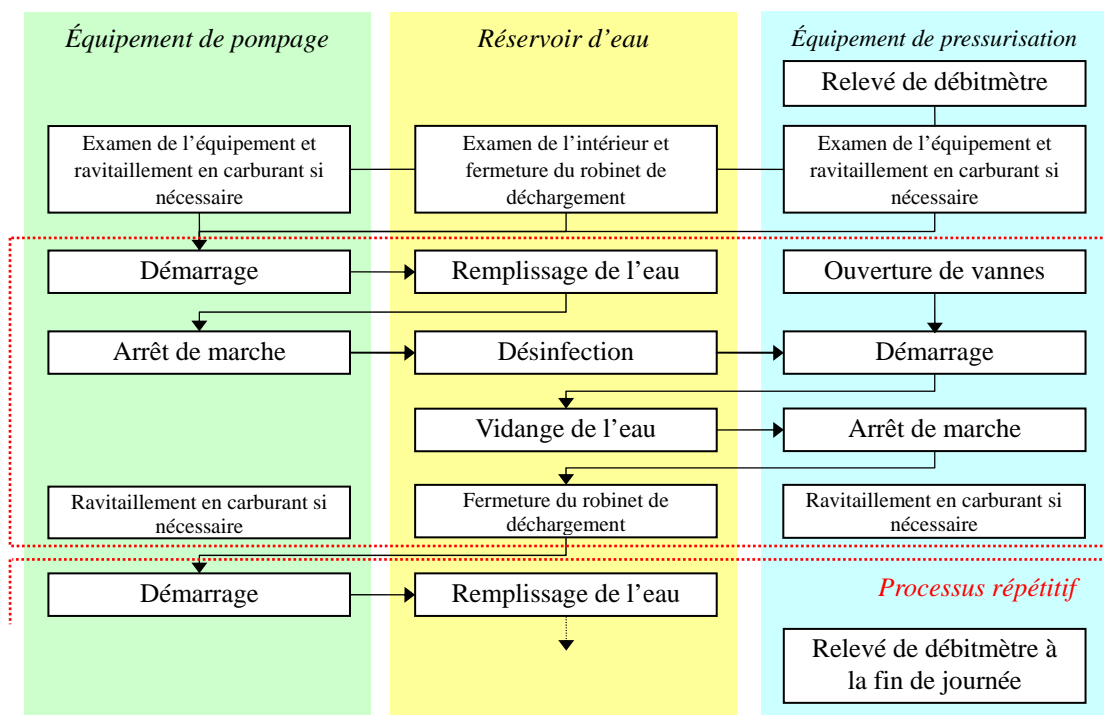 Équipement de pompage
Réservoir d'eau
Équipement de pressurisation
Relevé de débitmètre
Examen de l'équipement et
ravitaillement en carburant si
nécessaire
Examen de l'intérieur et
fermeture du robinet de
déchargement
Examen de l'équipement et
ravitaillement en carburant si
nécessaire
Démarrage
Remplissage de l'eau
Ouverture de vannes
Arrêt de marche
Désinfection
Démarrage
Vidange de l'eau
Arrêt de marche
Ravitaillement en carburant si
nécessaire
Fermeture du robinet de
déchargement
Ravitaillement en carburant si
nécessaire
Démarrage
Remplissage de l'eau
Processus répétitif
Relevé de débitmètre à
la fin de journée